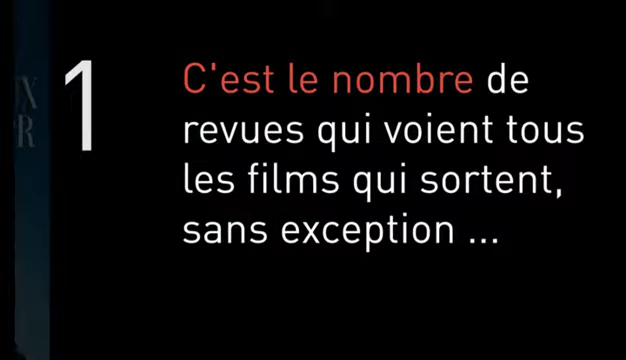 1
C'est le nombre de
revues qui voient tous
les films qui sortent,
sans exception ...